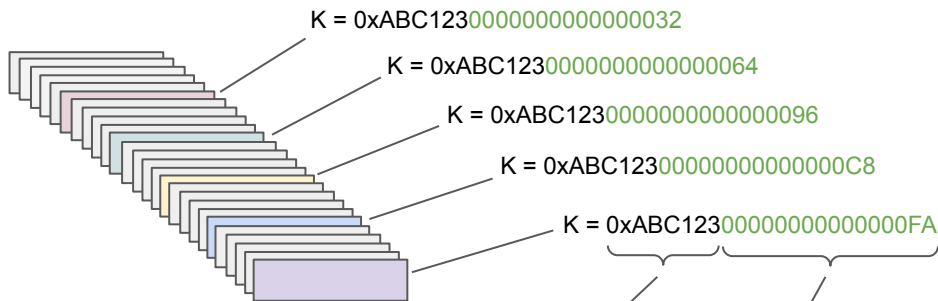 K = 0xABC1230000000000000032
K = 0xABC1230000000000000064
K = 0xABC1230000000000000096
K = 0xABC12300000000000000C8
K = 0xABC12300000000000000FA